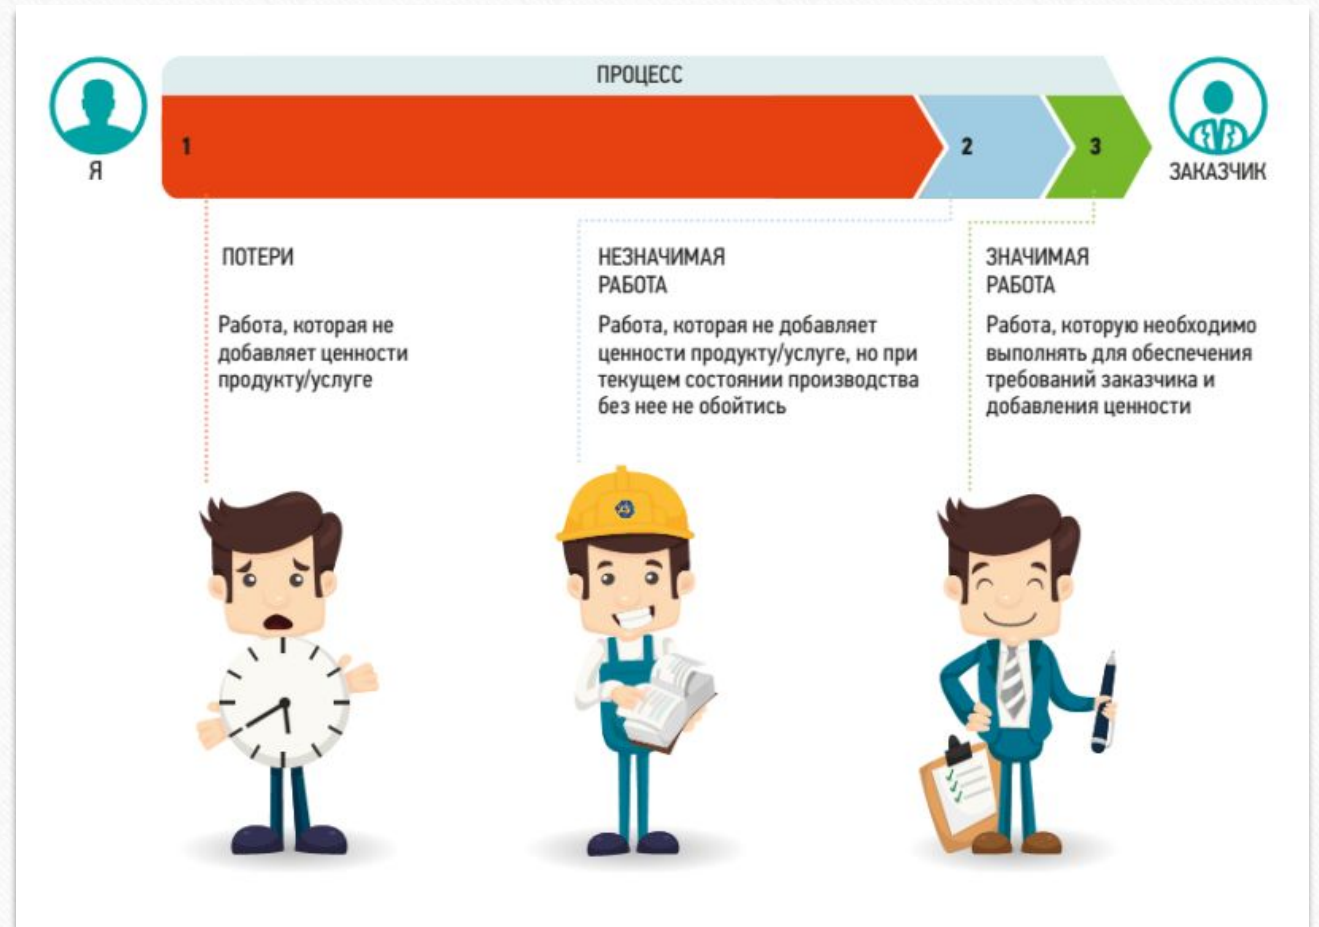 ПРОЦЕСС
1
2
3
Я
ЗАКАЗЧИК
ПОТЕРИ
Работа, которая не
добавляет ценности
продукту/услуге
НЕЗНАЧИМАЯ
РАБОТА
Работа, которая не добавляет
ценности продукту/услуге, но при
текущем состоянии производства
без нее не обойтись
ЗНАЧИМАЯ
РАБОТА
Работа, которую необходимо
выполнять для обеспечения
требований заказчика и
добавления ценности